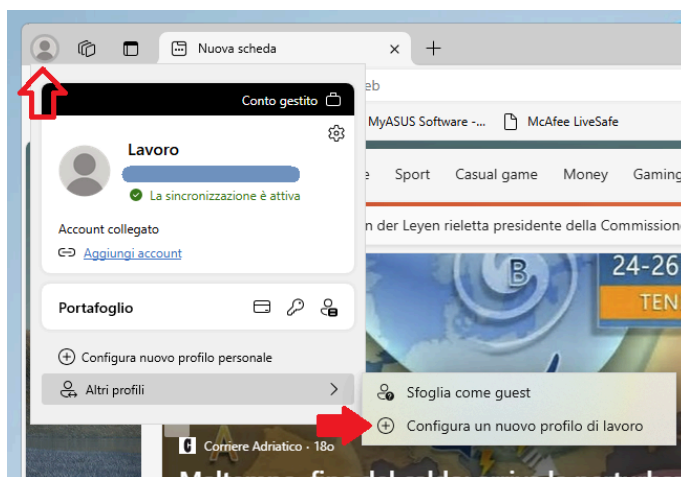 Nuova scheda
eb
MyASUS Software -...
McAfee LiveSafe
Conto gestito
Lavoro
La sincronizzazione è attiva
Account collegato
Aggiungi account
Sport
Casual game
Money
Gaming
n der Leyen rieletta presidente della Commission
B
24-26
TEN
Portafoglio
Configura nuovo profilo personale
Altri profili
Sfoglia come guest
Configura un nuovo profilo di lavoro
Corriere Adriatico · 18o